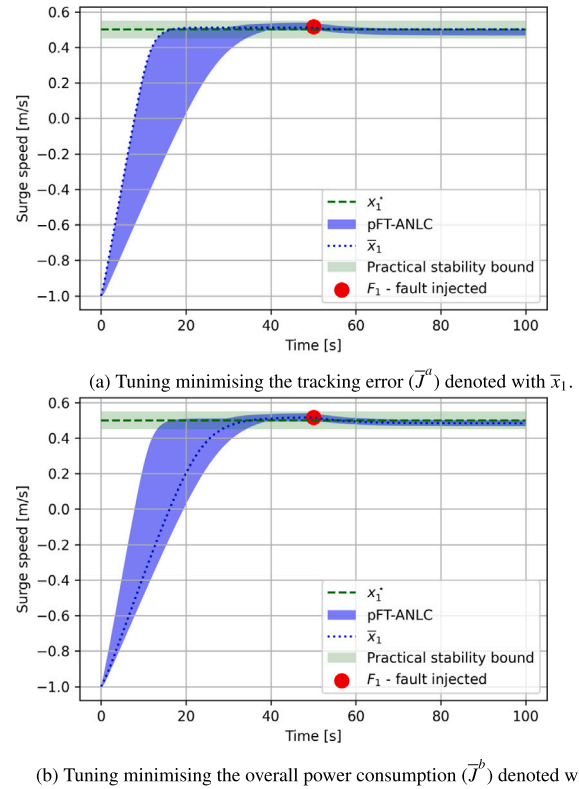 0.6
0.4
0.2
0.0
−0.2
−0.4
−0.6
−0.8
−1.0
Surge speed [m/s]
x₁*
pFT-ANLC
x̅₁
Practical stability bound
F₁ - fault injected
0 20 40 60 80 100
Time [s]
(a) Tuning minimising the tracking error (J̅ᵃ) denoted with x̅₁.
0.6
0.4
0.2
0.0
0.2
−0.4
−0.6
−0.8
−1.0
Surge speed [m/s]
x₁*
pFT-ANLC
x̅₁
Practical stability bound
F₁ - fault injected
0 20 40 60 80 100
Time [s]
(b) Tuning minimising the overall power consumption (J̅ᵇ) denoted w